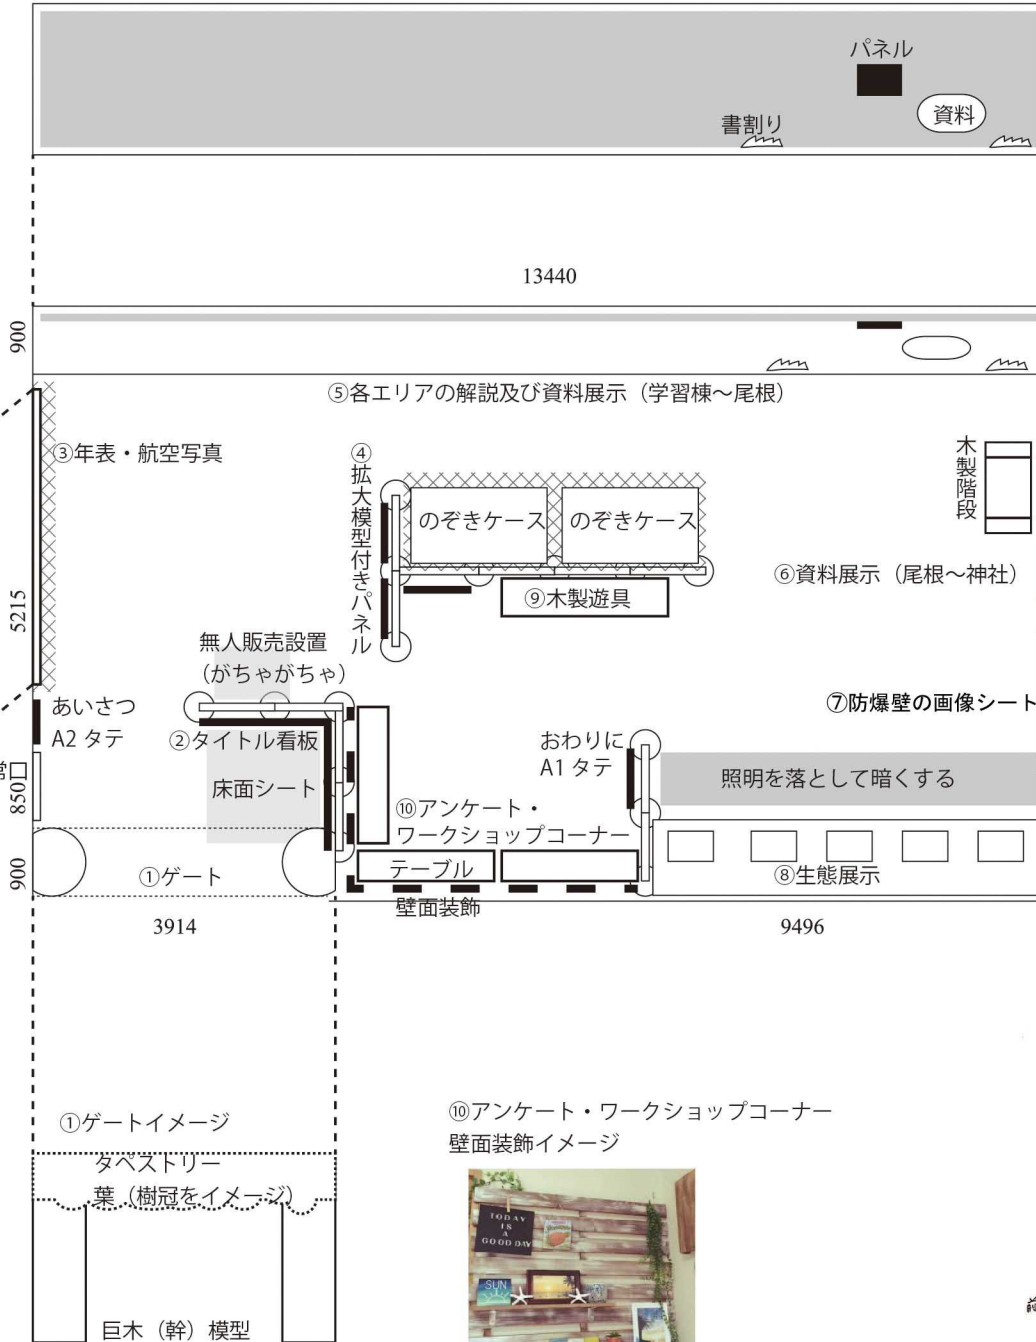 パネル
資料
書割り
13440
900
⑤各エリアの解説及び資料展示（学習棟～尾根）
③年表・航空写真
④拡大模型付きパネル
木製階段
のぞきケース
のぞきケース
⑥資料展示（尾根～神社）
⑨木製遊具
5215
無人販売設置
（がちゃがちゃ）
⑦防爆壁の画像シート
あいさつ
A2 タテ
②タイトル看板
床面シート
おわりに
A1 タテ
照明を落として暗くする
常口
850
⑩アンケート・
ワークショップコーナー
900
①ゲート
テーブル
⑧生態展示
壁面装飾
3914
9496
①ゲートイメージ
タペストリー
葉（樹冠をイメージ）
巨木（幹）模型
⑩アンケート・ワークショップコーナー
壁面装飾イメージ
TODAY
IS
A
GOOD DAY
SUN